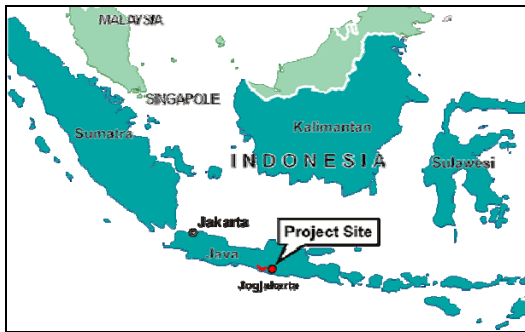 MALAYSIA
SINGAPOLE
Sumatra
Kalimantan
INDONESIA
Sulawesi
Jakarta
Project Site
Java
Jogjakarta